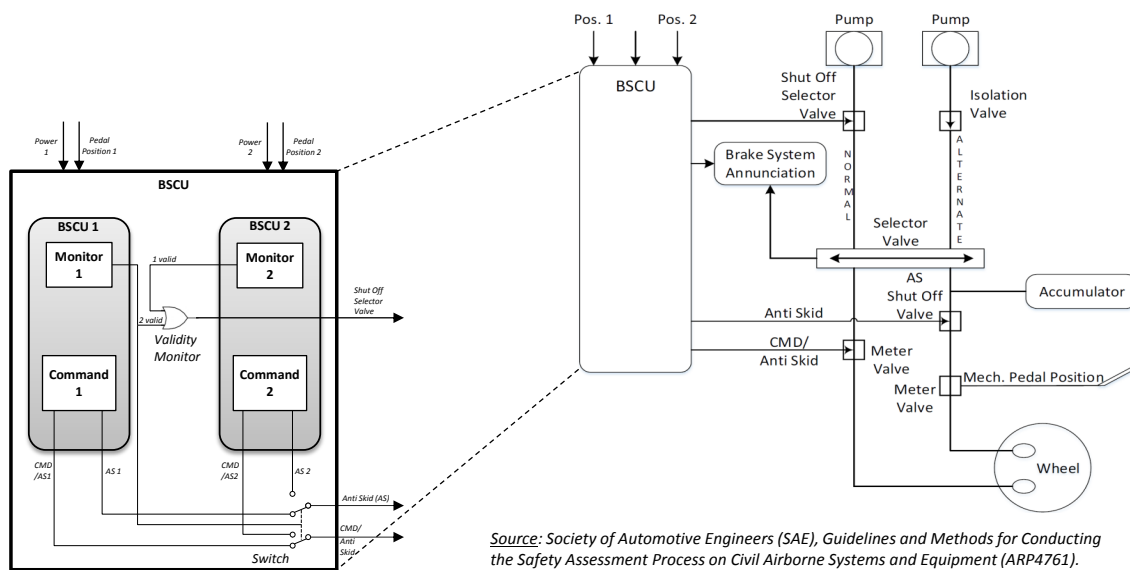 Power
1
Pedal
Position 1
Power
2
Pedal
Position 2
BSCU
BSCU 1
Monitor
1
BSCU 2
Monitor
2
1 valid
2 valid
Validity
Monitor
Shut Off
Selector
Valve
Command
1
Command
2
CMD
/AS1
AS 1
CMD
/AS2
AS 2
Anti Skid (AS)
CMD/
Anti
Skid
Switch
Pos. 1
Pos. 2
BSCU
Pump
Pump
Shut Off
Selector
Valve
Isolation
Valve
Brake System
Annunciation
NORMAL
ALTERNATE
Selector
Valve
AS
Shut Off
Valve
Accumulator
Anti Skid
CMD/
Anti Skid
Meter
Valve
Meter
Valve
Mech. Pedal Position
Wheel
Source: Society of Automotive Engineers (SAE), Guidelines and Methods for Conducting
the Safety Assessment Process on Civil Airborne Systems and Equipment (ARP4761).